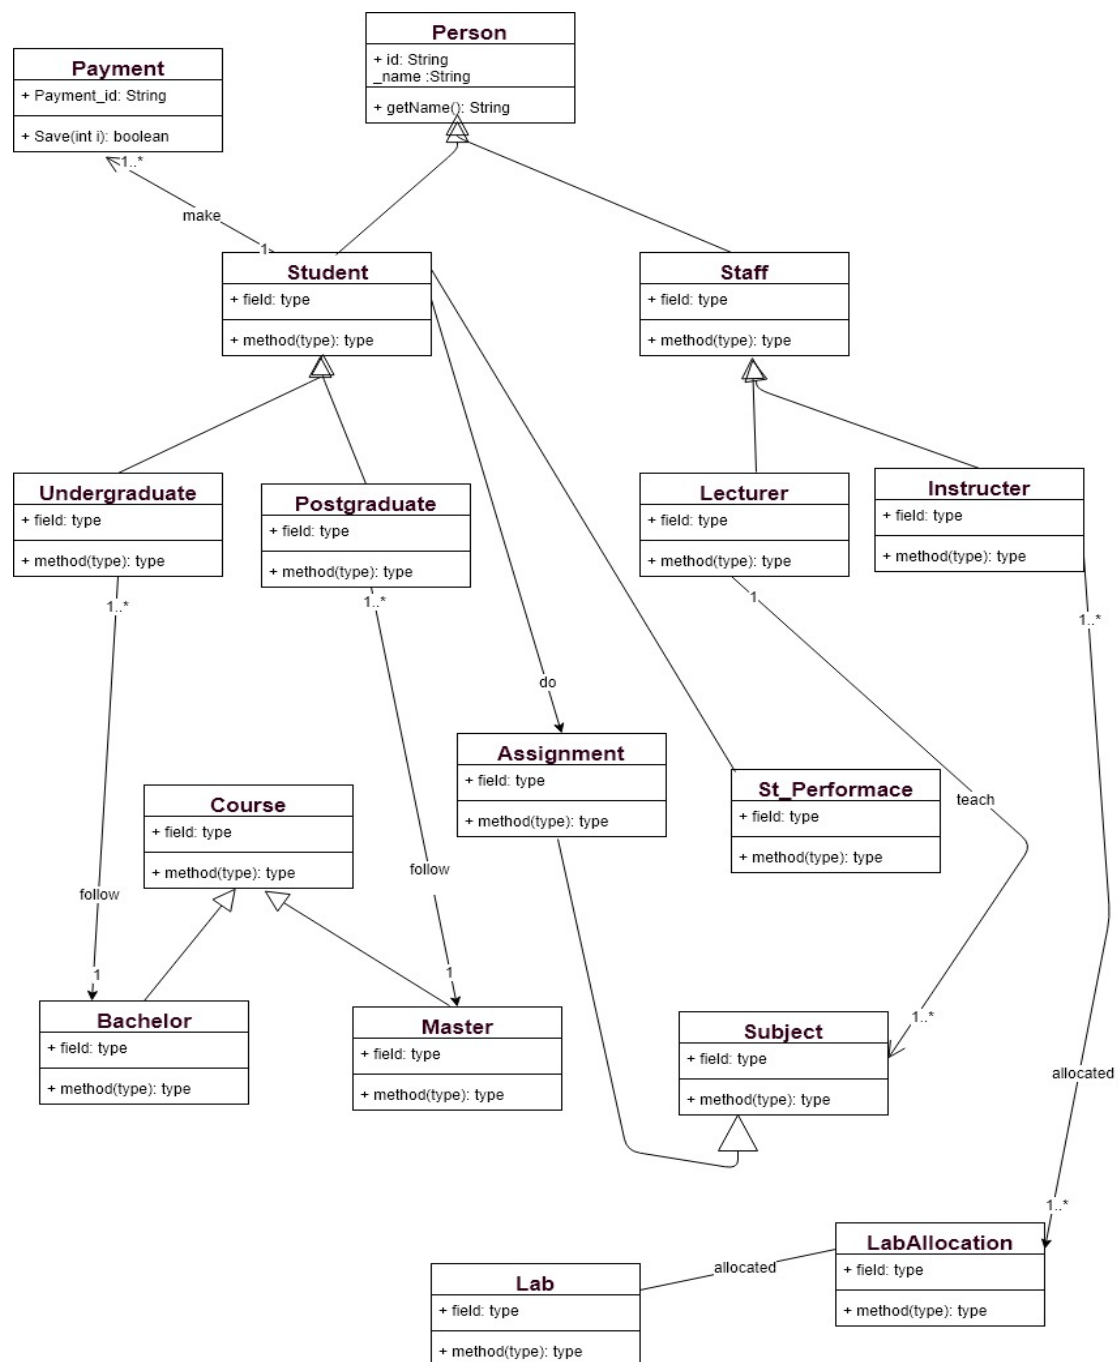 Person
+ id: String
_name :String
+ getName(): String
Payment
+ Payment_id: String
+ Save(int i): boolean
1..*
make
1
Student
+ field: type
+ method(type): type
Staff
+ field: type
+ method(type): type
Undergraduate
+ field: type
+ method(type): type
Postgraduate
+ field: type
+ method(type): type
Lecturer
+ field: type
+ method(type): type
Instructer
+ field: type
+ method(type): type
1..*
1..*
1
1..*
do
Assignment
+ field: type
+ method(type): type
St_Performace
+ field: type
+ method(type): type
teach
Course
+ field: type
+ method(type): type
follow
follow
1
1
Bachelor
+ field: type
+ method(type): type
Master
+ field: type
+ method(type): type
Subject
+ field: type
+ method(type): type
1..*
allocated
1..*
LabAllocation
+ field: type
+ method(type): type
allocated
Lab
+ field: type
+ method(type): type